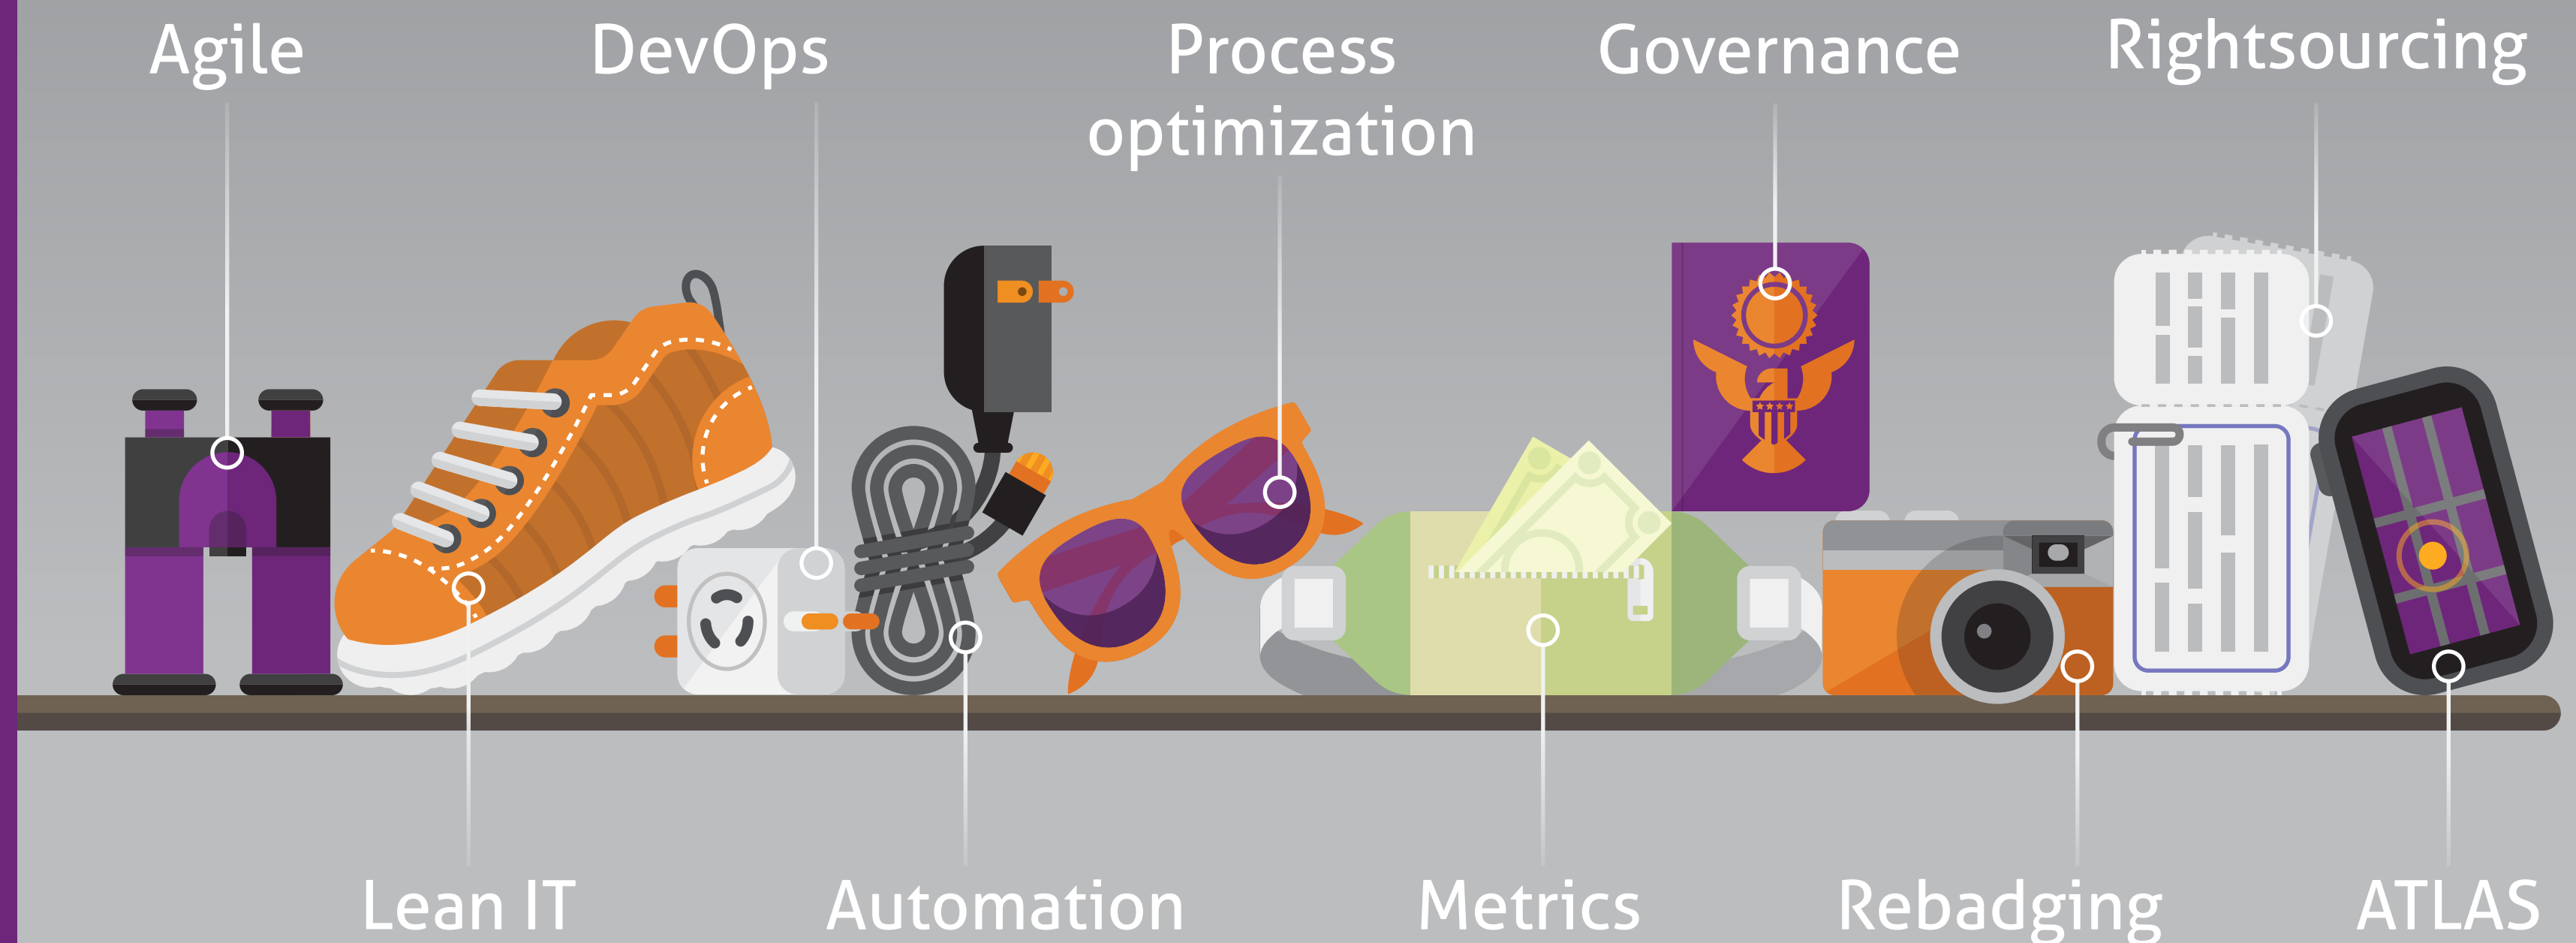 Agile
DevOps
Process
optimization
Governance
Rightsourcing
Lean IT
Automation
Metrics
Rebadging
ATLAS